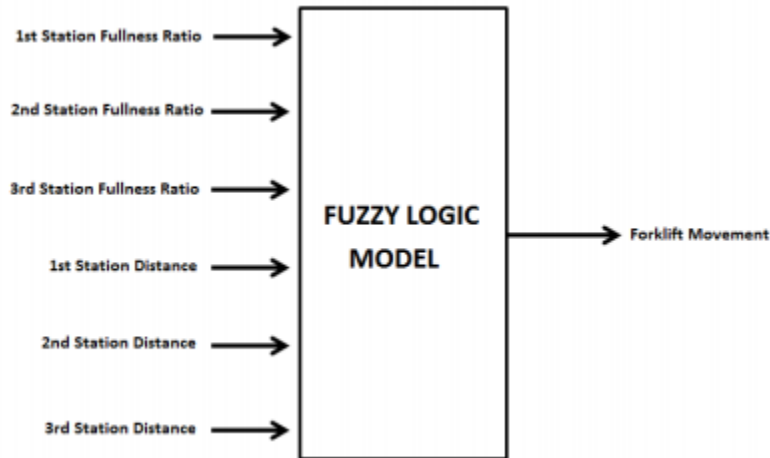 1st Station Fullness Ratio
2nd Station Fullness Ratio
3rd Station Fullness Ratio
1st Station Distance
2nd Station Distance
3rd Station Distance
FUZZY LOGIC
MODEL
Forklift Movement